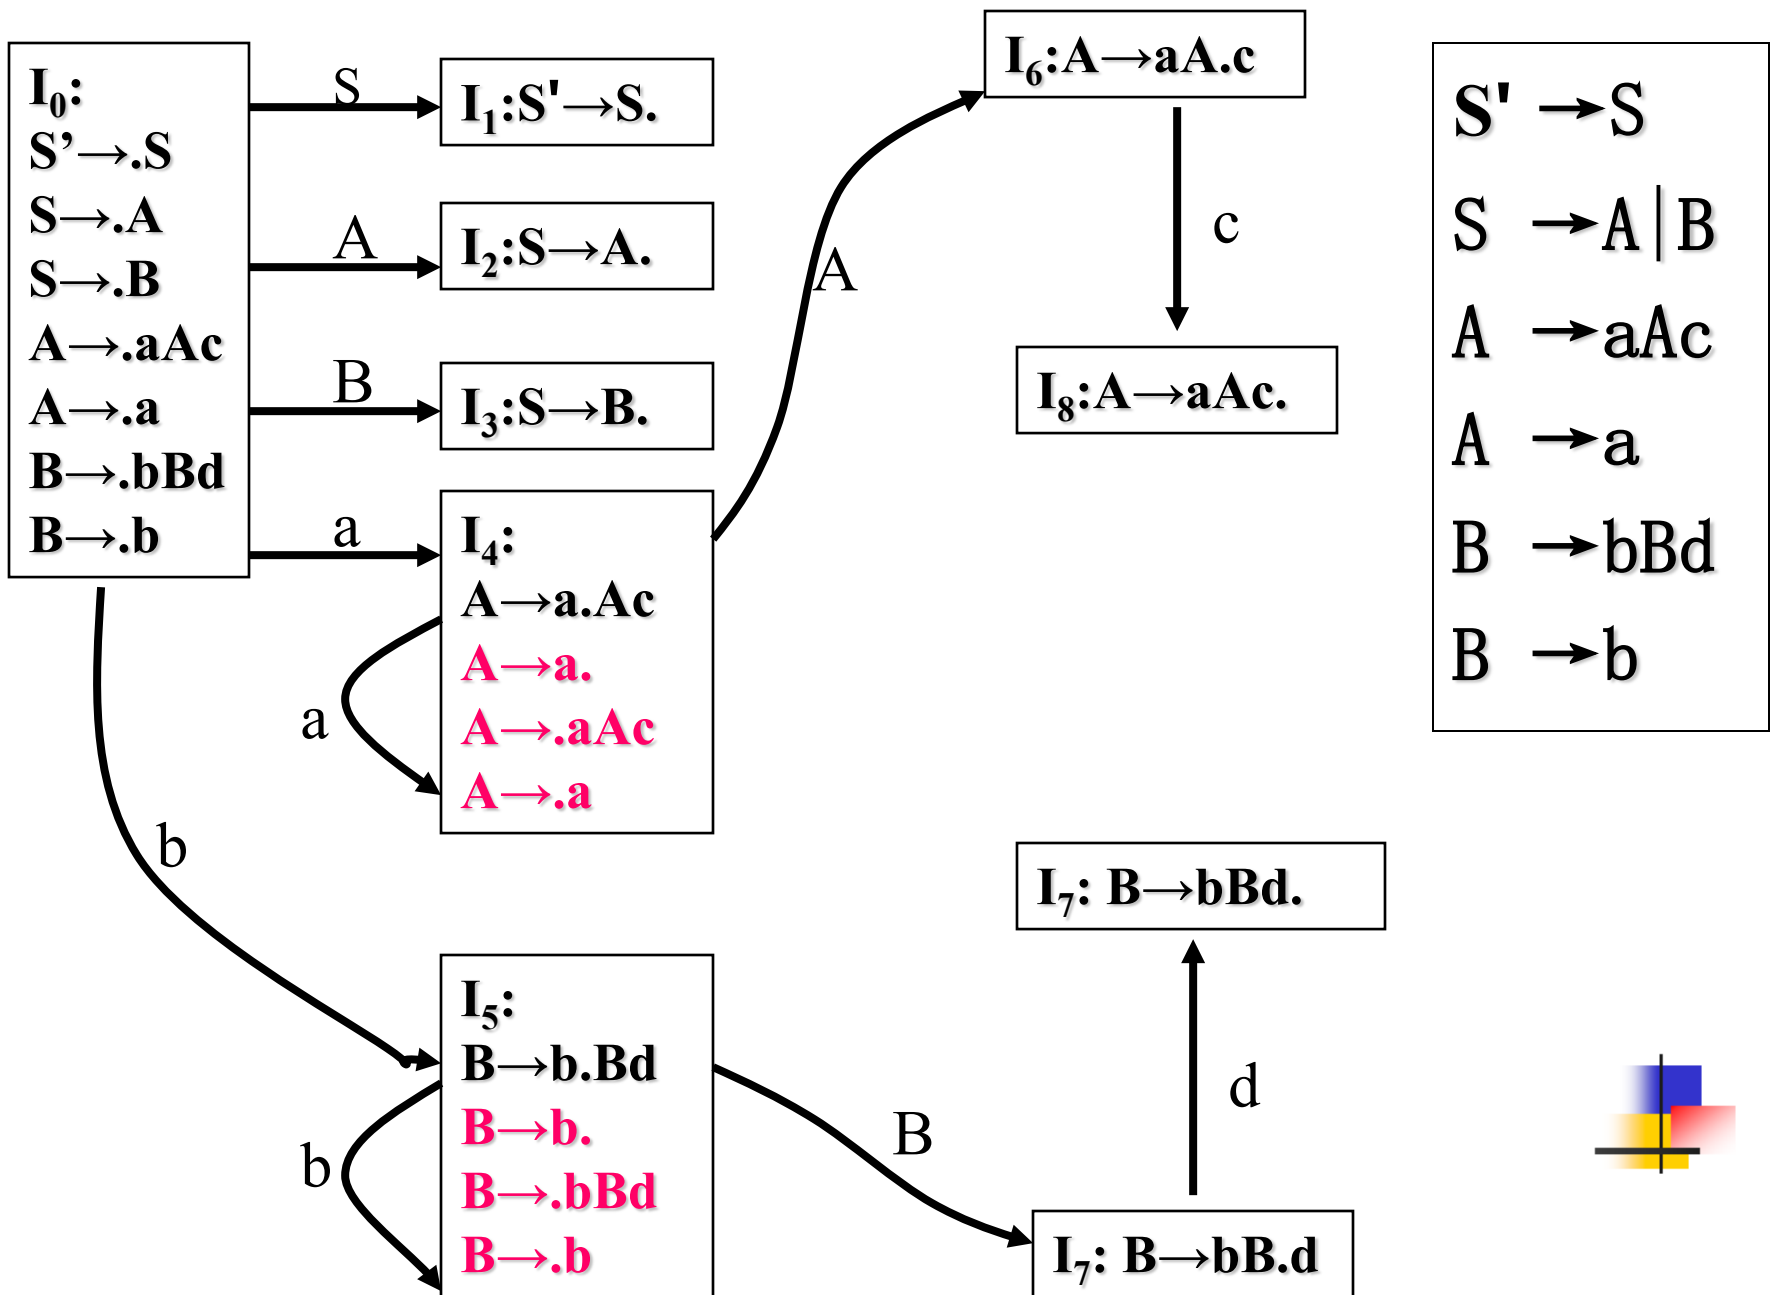 I₀:
S’→.S
S→.A
S→.B
A→.aAc
A→.a
B→.bBd
B→.b
S
I₁:S'→S.
A
I₂:S→A.
B
I₃:S→B.
a
I₄:
A→a.Ac
A→a.
A→.aAc
A→.a
a
b
I₅:
B→b.Bd
B→b.
B→.bBd
B→.b
b
A
I₆:A→aA.c
c
I₈:A→aAc.
B
I₇: B→bBd.
d
I₇: B→bB.d
S' →S
S →A|B
A →aAc
A →a
B →bBd
B →b